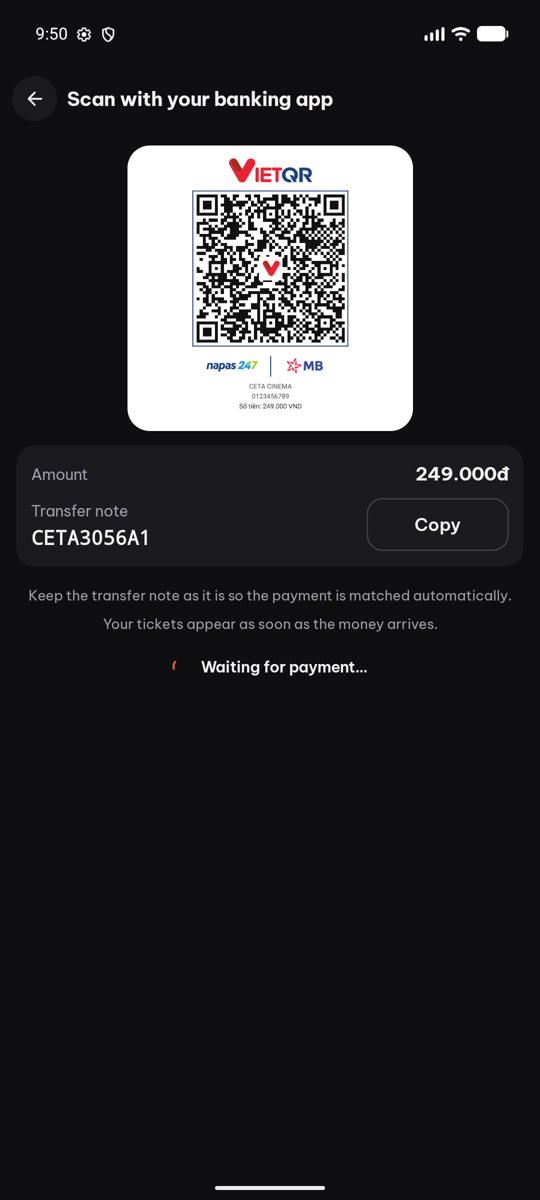 9:50
Scan with your banking app
VIETQR
napas 247 MB
CETA CINEMA
0123456789
Số tiền: 249.000 VND
Amount 249.000đ
Transfer note
CETA3056A1
Copy
Keep the transfer note as it is so the payment is matched automatically.
Your tickets appear as soon as the money arrives.
Waiting for payment...